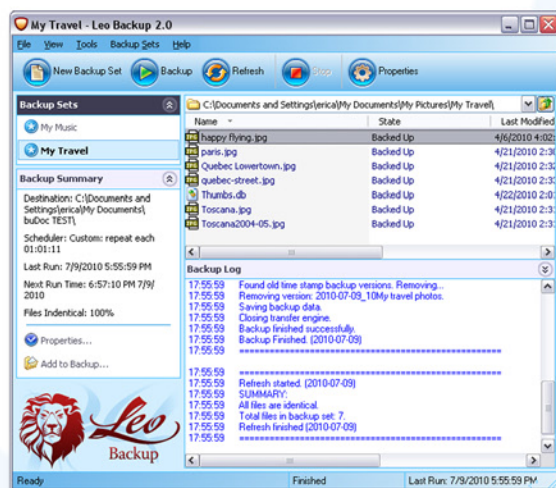 My Travel - Leo Backup 2.0
File View Tools Backup Sets Help
New Backup Set Backup Refresh Stop Properties
Backup Sets
My Music
My Travel
Backup Summary
Destination: C:\Documents and
Settings\erica\My Documents\
buDoc TEST\
Scheduler: Custom: repeat each
01:01:11
Last Run: 7/9/2010 5:55:59 PM
Next Run Time: 6:57:10 PM 7/9/
2010
Files Indentical: 100%
Properties...
Add to Backup...
Leo
Backup
C:\Documents and Settings\erica\My Documents\My Pictures\My Travel\
Name State Last Modified
happy flying.jpg Backed Up 4/6/2010 4:02:
paris.jpg Backed Up 4/21/2010 2:30
Quebec Lowertown.jpg Backed Up 4/21/2010 2:32
quebec-street.jpg Backed Up 4/21/2010 2:33
Thumbs.db Backed Up 4/22/2010 2:01
Toscana.jpg Backed Up 4/21/2010 2:3
Toscana2004-05.jpg Backed Up 4/21/2010 2:3
Backup Log
17:55:59 Found old time stamp backup versions. Removing...
17:55:59 Removing version: 2010-07-09_10My travel photos.
17:55:59 Saving backup data.
17:55:59 Closing transfer engine.
17:55:59 Backup finished successfully.
17:55:59 Backup Finished. (2010-07-09)
17:55:59 ==================================================
17:55:59 ==================================================
17:55:59 Refresh started. (2010-07-09)
17:55:59 SUMMARY:
17:55:59 All files are identical.
17:55:59 Total files in backup set: 7.
17:55:59 Refresh finished (2010-07-09)
17:55:59 ==================================================
Ready Finished Last Run: 7/9/2010 5:55:59 PM